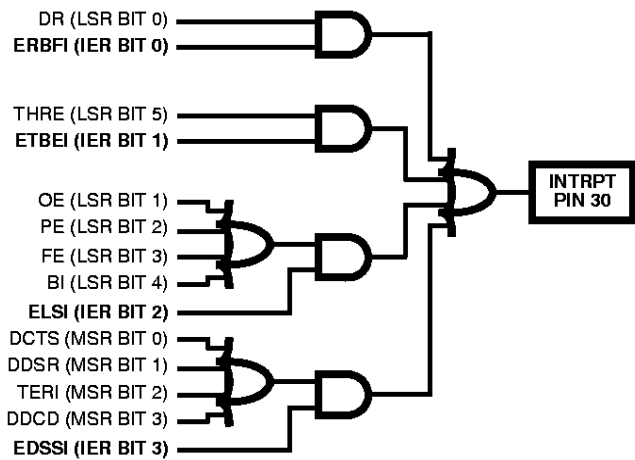 DR (LSR BIT 0)
ERBFI (IER BIT 0)
THRE (LSR BIT 5)
ETBEI (IER BIT 1)
OE (LSR BIT 1)
PE (LSR BIT 2)
FE (LSR BIT 3)
BI (LSR BIT 4)
ELSI (IER BIT 2)
DCTS (MSR BIT 0)
DDSR (MSR BIT 1)
TERI (MSR BIT 2)
DDCD (MSR BIT 3)
EDSSI (IER BIT 3)
INTRPT
PIN 30